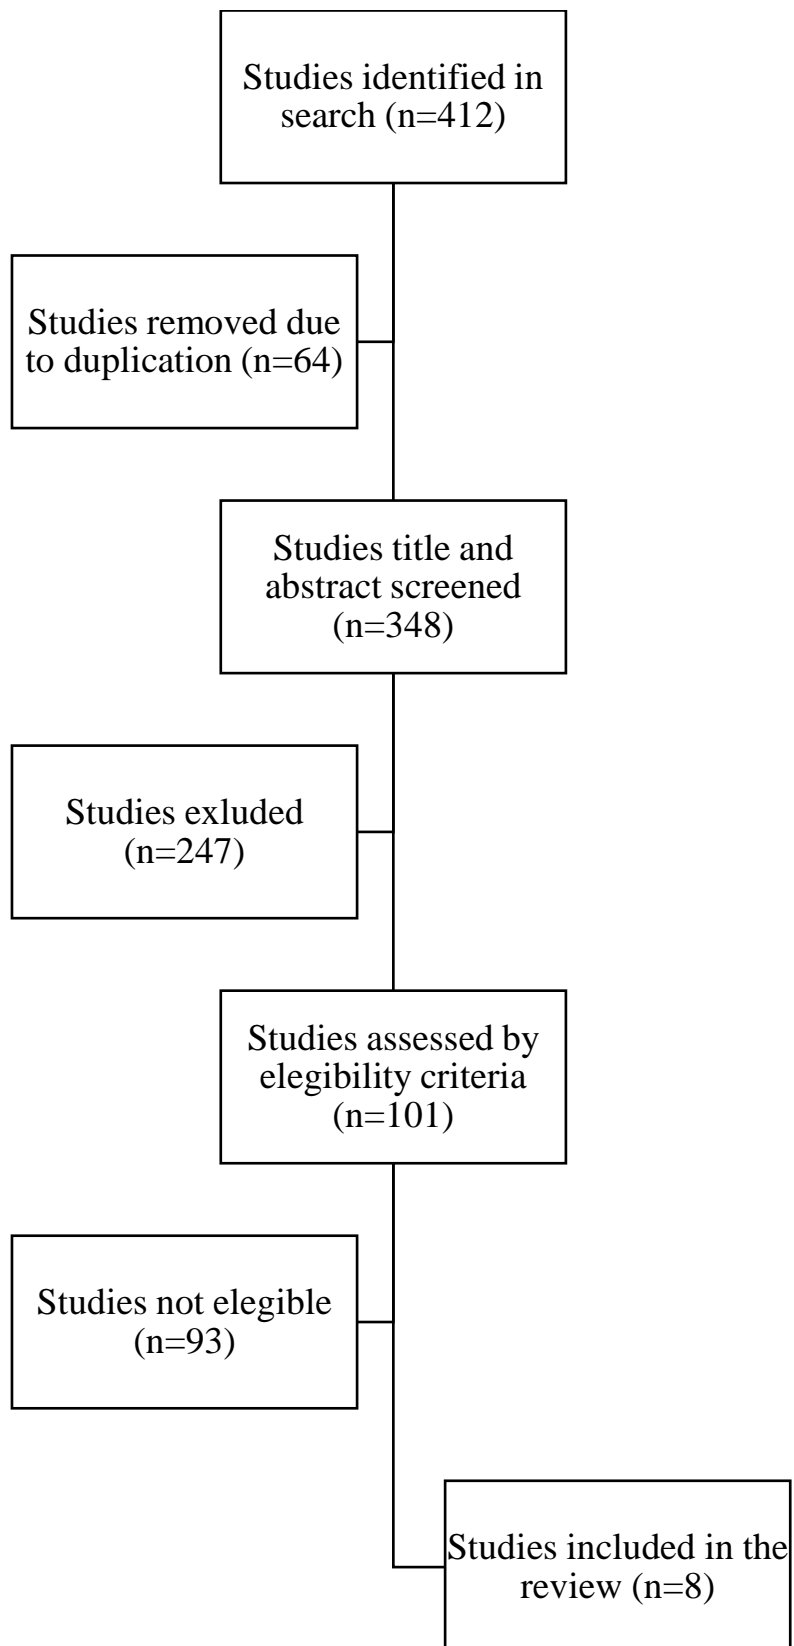 Studies identified in
search (n=412)
Studies removed due
to duplication (n=64)
Studies title and
abstract screened
(n=348)
Studies exluded
(n=247)
Studies assessed by
elegibility criteria
(n=101)
Studies not elegible
(n=93)
Studies included in the
review (n=8)